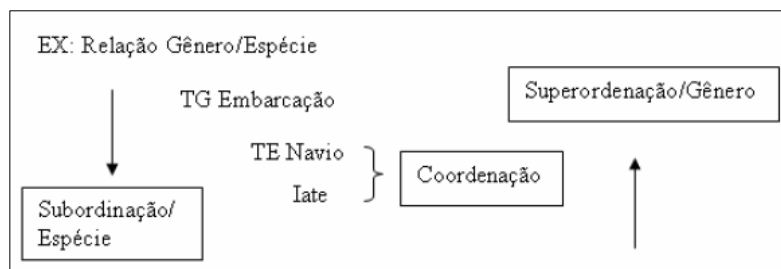 EX: Relação Gênero/Espécie
TG Embarcação
Superordenação/Gênero
TE Navio
Iate
Coordenação
Subordinação/
Espécie